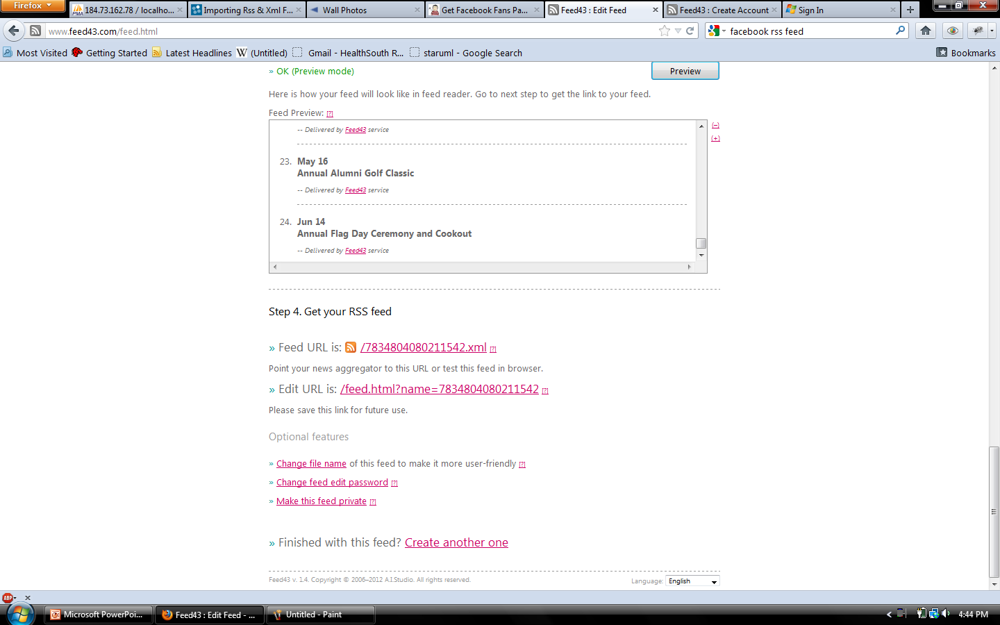 Firefox
184.73.162.78 / localho...
Importing Rss & Xml F...
Wall Photos
Get Facebook Fans Pa...
Feed43 : Edit Feed
Feed43 : Create Account
Sign In
www.feed43.com/feed.html
facebook rss feed
Most Visited
Getting Started
Latest Headlines
(Untitled)
Gmail - HealthSouth R...
staruml - Google Search
Bookmarks
» OK (Preview mode)
Preview
Here is how your feed will look like in feed reader. Go to next step to get the link to your feed.
Feed Preview: [?]
-- Delivered by Feed43 service
(–)
(+)
23. May 16
Annual Alumni Golf Classic
-- Delivered by Feed43 service
24. Jun 14
Annual Flag Day Ceremony and Cookout
-- Delivered by Feed43 service
Step 4. Get your RSS feed
» Feed URL is: /7834804080211542.xml [?]
Point your news aggregator to this URL or test this feed in browser.
» Edit URL is: /feed.html?name=7834804080211542 [?]
Please save this link for future use.
Optional features
» Change file name of this feed to make it more user-friendly [?]
» Change feed edit password [?]
» Make this feed private [?]
» Finished with this feed? Create another one
Feed43 v. 1.4. Copyright © 2006–2012 A.I.Studio. All rights reserved.
Language: English
ABP
Microsoft PowerPoi...
Feed43 : Edit Feed - ...
Untitled - Paint
4:44 PM